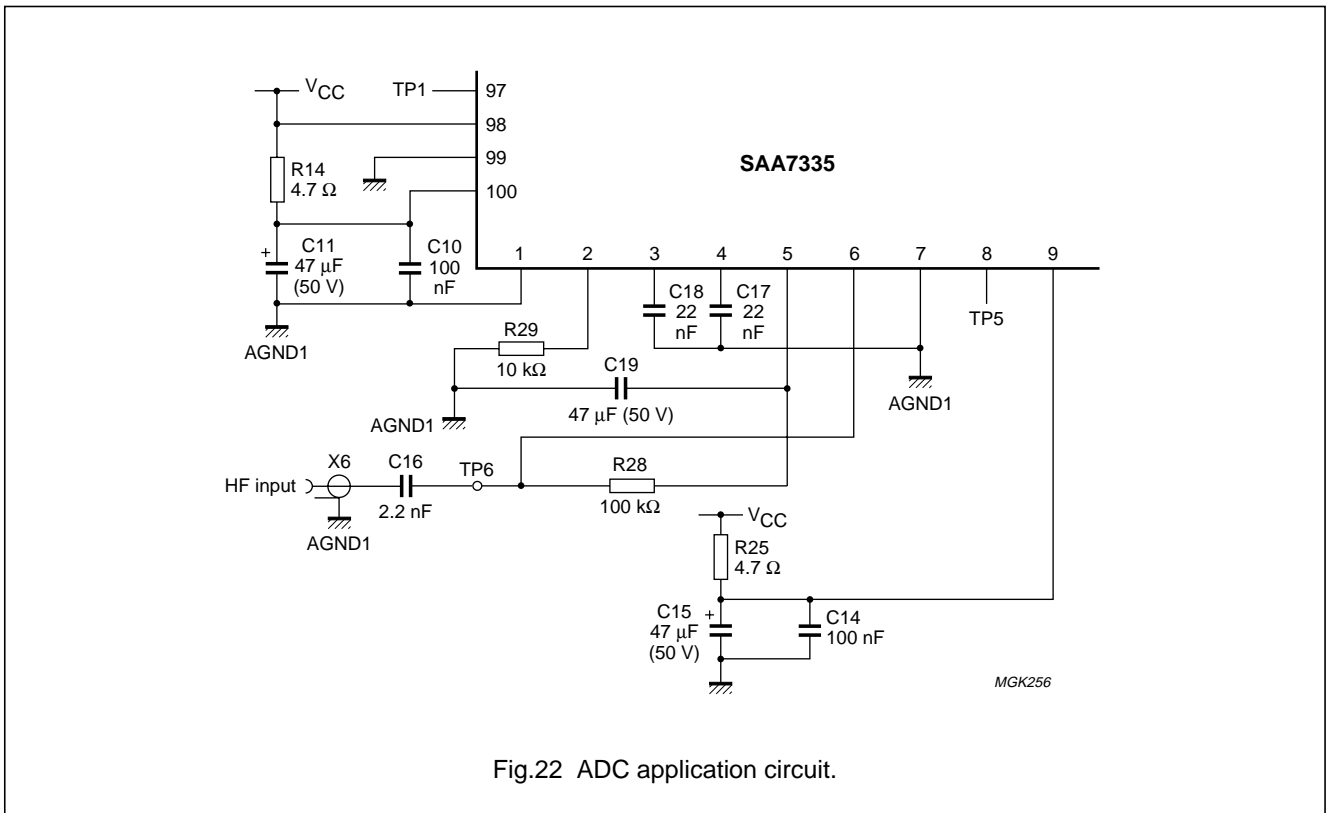 VCC
TP1
97
98
99
100
SAA7335
R14
4.7 Ω
+
C11
47 μF
(50 V)
C10
100
nF
AGND1
1
2
3
4
5
6
7
8
9
C18
22
nF
C17
22
nF
TP5
R29
10 kΩ
C19
47 μF (50 V)
AGND1
AGND1
X6
C16
TP6
R28
HF input
2.2 nF
100 kΩ
AGND1
VCC
R25
4.7 Ω
C15
+
47 μF
(50 V)
C14
100 nF
MGK256
Fig.22 ADC application circuit.